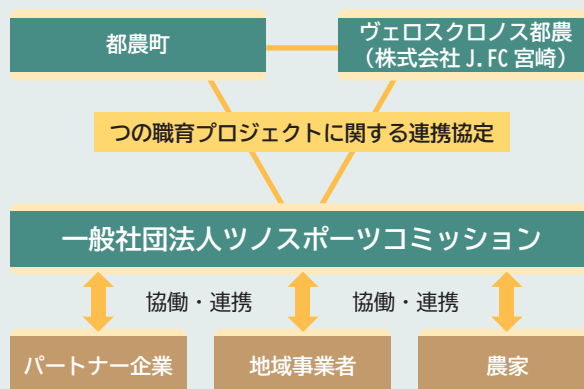 都農町
ヴェロスクロノス都農
（株式会社 J.FC 宮崎）
つの職育プロジェクトに関する連携協定
一般社団法人ツノスポーツコミッション
協働・連携
協働・連携
パートナー企業
地域事業者
農家